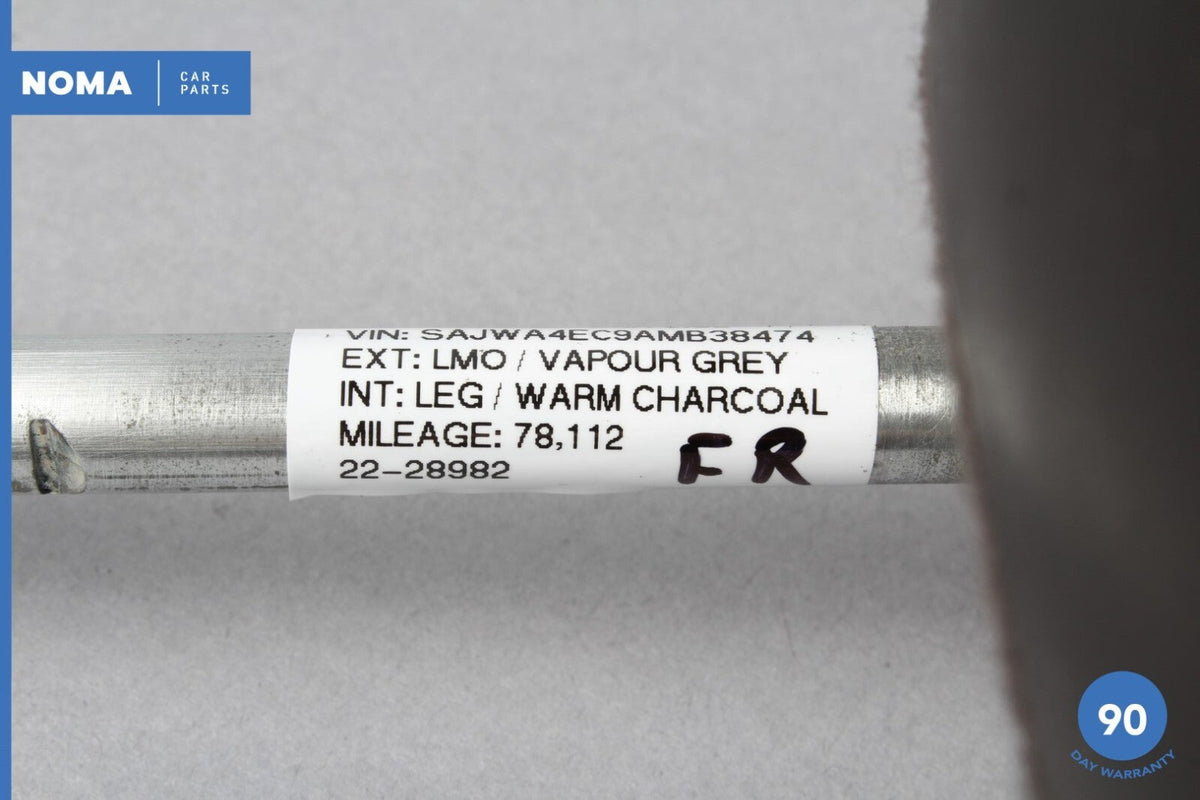 NOMA
CAR
PARTS
VIN: SAJWA4EC9AMB38474
EXT: LMO / VAPOUR GREY
INT: LEG / WARM CHARCOAL
MILEAGE: 78,112
22-28982
FR
90
DAY WARRANTY